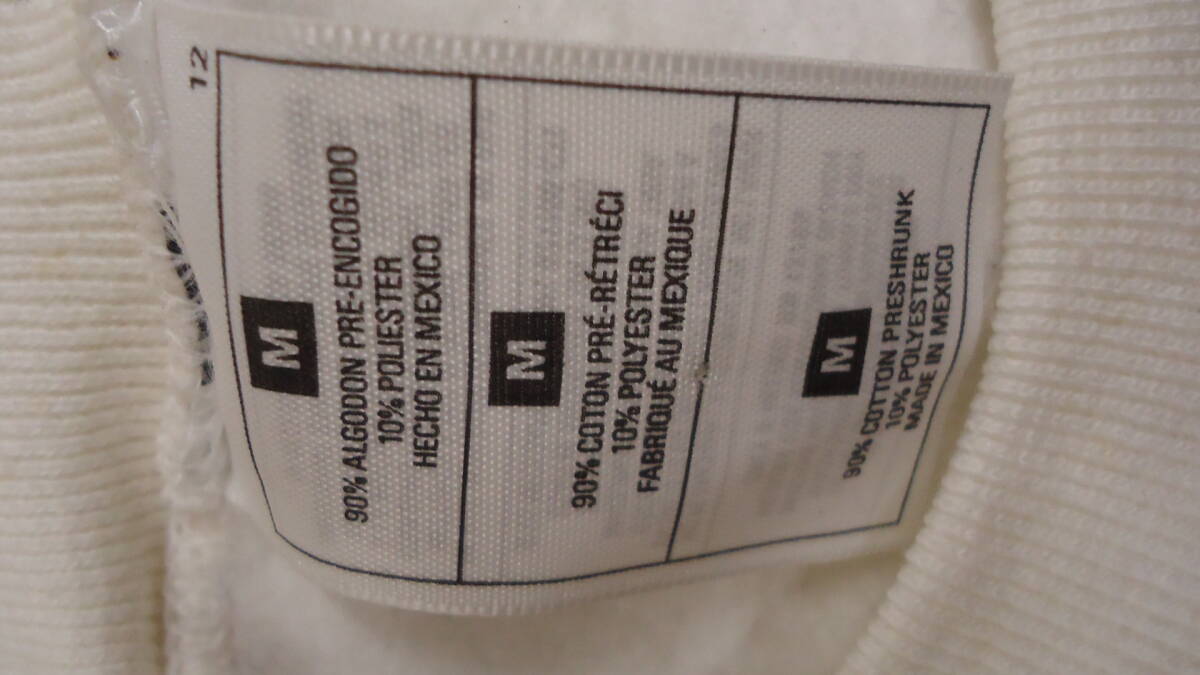 12
M
90% ALGODON PRE-ENCOGIDO
10% POLIESTER
HECHO EN MEXICO
M
90% COTON PRÉ-RÉTRÉCI
10% POLYESTER
FABRIQUÉ AU MEXIQUE
M
90% COTTON PRESHRUNK
10% POLYESTER
MADE IN MEXICO